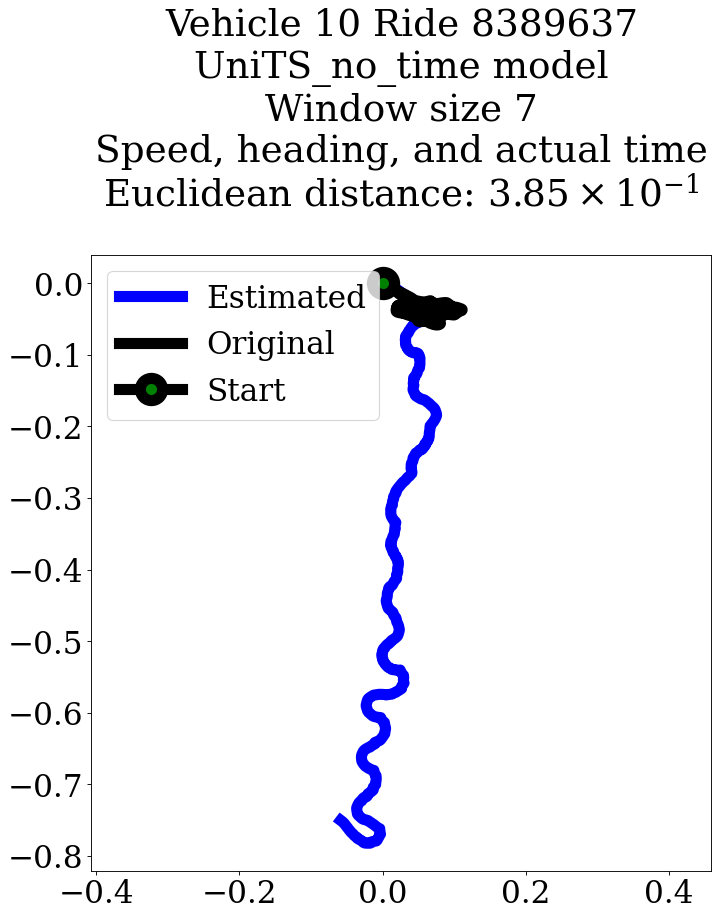 Vehicle 10 Ride 8389637
UniTS_no_time model
Window size 7
Speed, heading, and actual time
Euclidean distance: 3.85 × 10⁻¹
Estimated
Original
Start
0.0
−0.1
−0.2
−0.3
−0.4
−0.5
−0.6
−0.7
−0.8
−0.4 −0.2 0.0 0.2 0.4